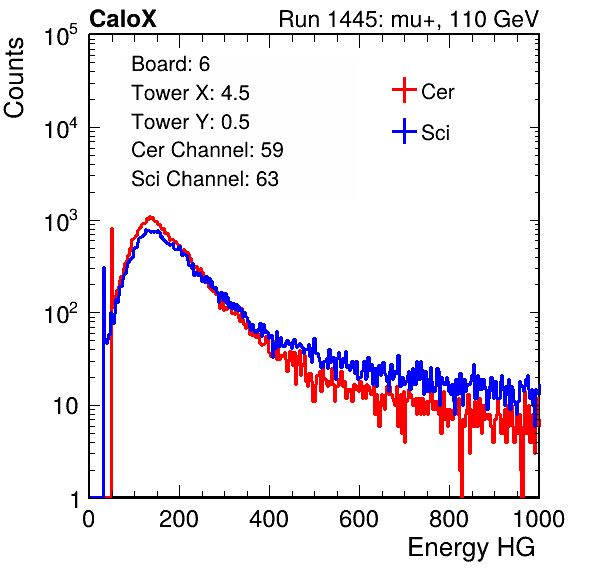 CaloX Run 1445: mu+, 110 GeV
Board: 6
Tower X: 4.5
Tower Y: 0.5
Cer Channel: 59
Sci Channel: 63
Cer
Sci
Counts
10^5
10^4
10^3
10^2
10
1
0 200 400 600 800 1000
Energy HG